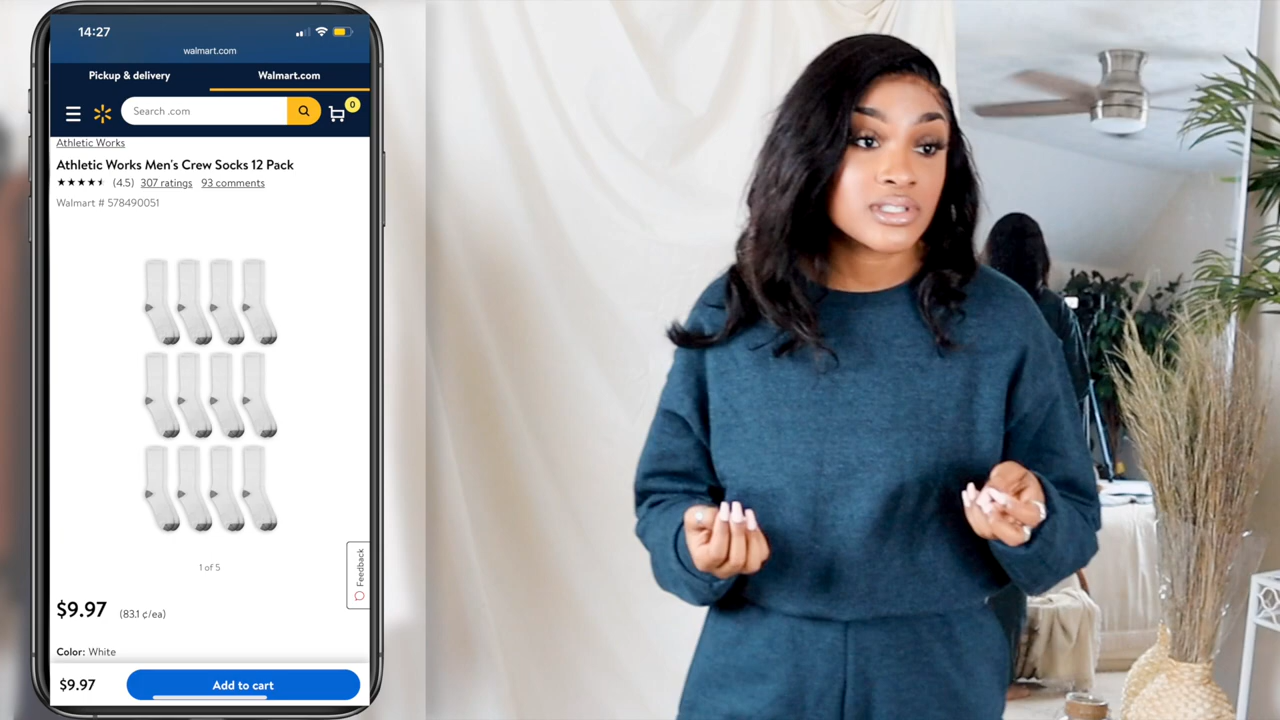 14:27
walmart.com
Pickup & delivery
Walmart.com
Search .com
0
Athletic Works
Athletic Works Men's Crew Socks 12 Pack
(4.5) 307 ratings 93 comments
Walmart # 578490051
1 of 5
Feedback
$9.97 (83.1 ¢/ea)
Color: White
$9.97
Add to cart